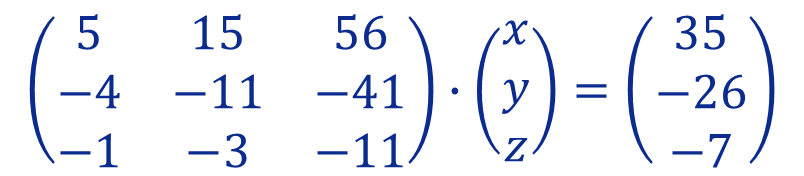 5 15 56 x 35
−4 −11 −41 · y = −26
−1 −3 −11 z −7